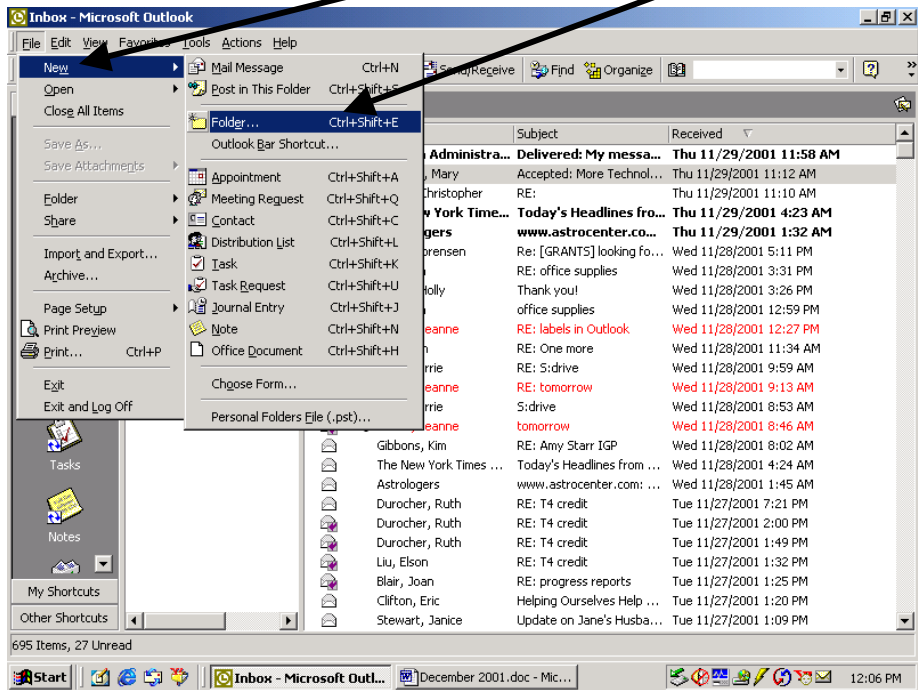 Inbox - Microsoft Outlook
File Edit View Favorites Tools Actions Help
New
Open
Close All Items
Save As...
Save Attachments
Folder
Share
Import and Export...
Archive...
Page Setup
Print Preview
Print... Ctrl+P
Exit
Exit and Log Off
Mail Message Ctrl+N
Post in This Folder Ctrl+Shift+S
Folder... Ctrl+Shift+E
Outlook Bar Shortcut...
Appointment Ctrl+Shift+A
Meeting Request Ctrl+Shift+Q
Contact Ctrl+Shift+C
Distribution List Ctrl+Shift+L
Task Ctrl+Shift+K
Task Request Ctrl+Shift+U
Journal Entry Ctrl+Shift+J
Note Ctrl+Shift+N
Office Document Ctrl+Shift+H
Choose Form...
Personal Folders File (.pst)...
Send/Receive Find Organize
Subject Received
Administra... Delivered: My messa... Thu 11/29/2001 11:58 AM
, Mary Accepted: More Technol... Thu 11/29/2001 11:12 AM
Christopher RE: Thu 11/29/2001 11:10 AM
York Time... Today's Headlines fro... Thu 11/29/2001 4:23 AM
gers www.astrocenter.co... Thu 11/29/2001 1:32 AM
orensen Re: [GRANTS] looking fo... Wed 11/28/2001 5:11 PM
RE: office supplies Wed 11/28/2001 3:31 PM
Holly Thank you! Wed 11/28/2001 3:26 PM
office supplies Wed 11/28/2001 12:59 PM
eanne RE: labels in Outlook Wed 11/28/2001 12:27 PM
RE: One more Wed 11/28/2001 11:34 AM
rrie RE: S:drive Wed 11/28/2001 9:59 AM
eanne RE: tomorrow Wed 11/28/2001 9:13 AM
rrie S:drive Wed 11/28/2001 8:53 AM
eanne tomorrow Wed 11/28/2001 8:46 AM
Gibbons, Kim RE: Amy Starr IGP Wed 11/28/2001 8:02 AM
The New York Times ... Today's Headlines from ... Wed 11/28/2001 4:24 AM
Astrologers www.astrocenter.com: ... Wed 11/28/2001 1:45 AM
Durocher, Ruth RE: T4 credit Tue 11/27/2001 7:21 PM
Durocher, Ruth RE: T4 credit Tue 11/27/2001 2:00 PM
Durocher, Ruth RE: T4 credit Tue 11/27/2001 1:49 PM
Liu, Elson RE: T4 credit Tue 11/27/2001 1:32 PM
Blair, Joan RE: progress reports Tue 11/27/2001 1:25 PM
Clifton, Eric Helping Ourselves Help ... Tue 11/27/2001 1:20 PM
Stewart, Janice Update on Jane's Husba... Tue 11/27/2001 1:09 PM
Tasks
Notes
My Shortcuts
Other Shortcuts
695 Items, 27 Unread
Start Inbox - Microsoft Outl... December 2001.doc - Mic... 12:06 PM